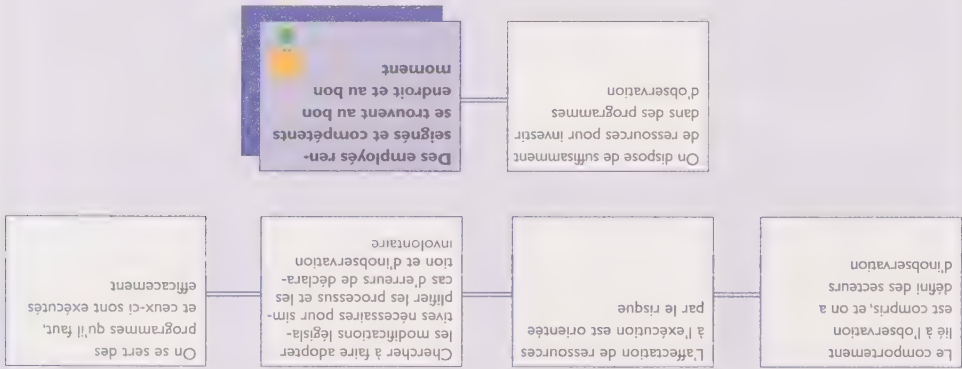 Le comportement
lié à l'observation
est compris, et on a
défini des secteurs
d'inobservation
L'affectation de ressources
à l'exécution est orientée
par le risque
Chercher à faire adopter
les modifications législa-
tives nécessaires pour sim-
plifier les processus et les
cas d'erreurs de déclara-
tion et d'inobservation
involontaire
On se sert des
programmes qu'il faut,
et ceux-ci sont exécutés
efficacement
On dispose de suffisamment
de ressources pour investir
dans des programmes
d'observation
Des employés ren-
seignés et compétents
se trouvent au bon
endroit et au bon
moment